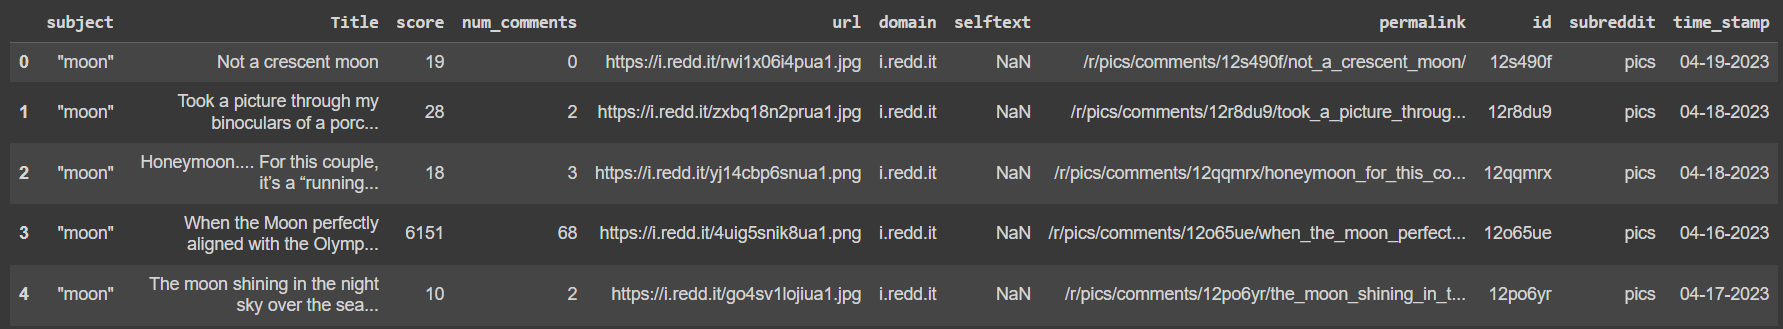 subject Title score num_comments url domain selftext permalink id subreddit time_stamp
0 "moon" Not a crescent moon 19 0 https://i.redd.it/rwi1x06i4pua1.jpg i.redd.it NaN /r/pics/comments/12s490f/not_a_crescent_moon/ 12s490f pics 04-19-2023
1 "moon" Took a picture through my binoculars of a porc... 28 2 https://i.redd.it/zxbq18n2prua1.jpg i.redd.it NaN /r/pics/comments/12r8du9/took_a_picture_throug... 12r8du9 pics 04-18-2023
2 "moon" Honeymoon.... For this couple, it's a “running... 18 3 https://i.redd.it/yj14cbp6snua1.png i.redd.it NaN /r/pics/comments/12qqmrx/honeymoon_for_this_co... 12qqmrx pics 04-18-2023
3 "moon" When the Moon perfectly aligned with the Olymp... 6151 68 https://i.redd.it/4uig5snik8ua1.png i.redd.it NaN /r/pics/comments/12o65ue/when_the_moon_perfect... 12o65ue pics 04-16-2023
4 "moon" The moon shining in the night sky over the sea... 10 2 https://i.redd.it/go4sv1lojiua1.jpg i.redd.it NaN /r/pics/comments/12po6yr/the_moon_shining_in_t... 12po6yr pics 04-17-2023